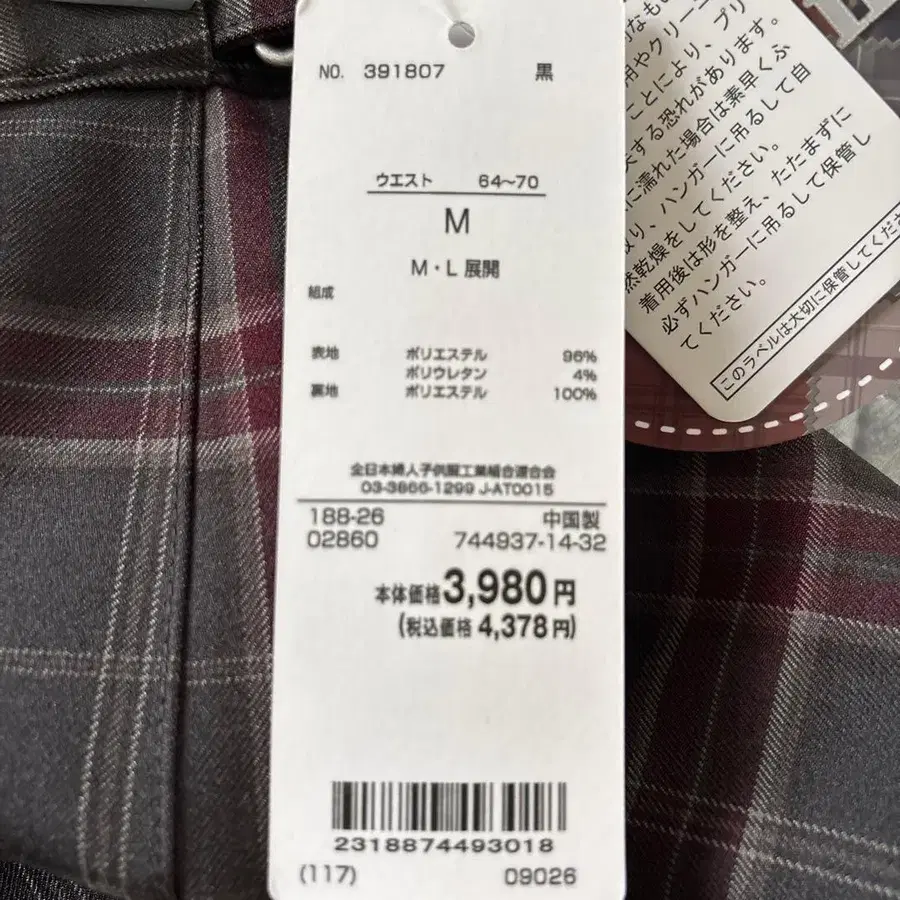 NO. 391807 黒
ウエスト 64~70
M
M・L 展開
組成
表地 ポリエステル 96%
ポリウレタン 4%
裏地 ポリエステル 100%
全日本婦人子供服工業組合連合会
03-3866-1299 J-AT0015
188-26 中国製
02860 744937-14-32
本体価格3,980円
(税込価格 4,378円)
2318874493018
(117) 09026
用やクリー
ことにより、プリ
する恐れがあります。
に濡れた場合は素早くふ
り、ハンガーに吊るして自
然乾燥をしてください。
着用後は形を整え、たたまずに
必ずハンガーに吊るして保管し
てください。
このラベルは大切に保管してくださ